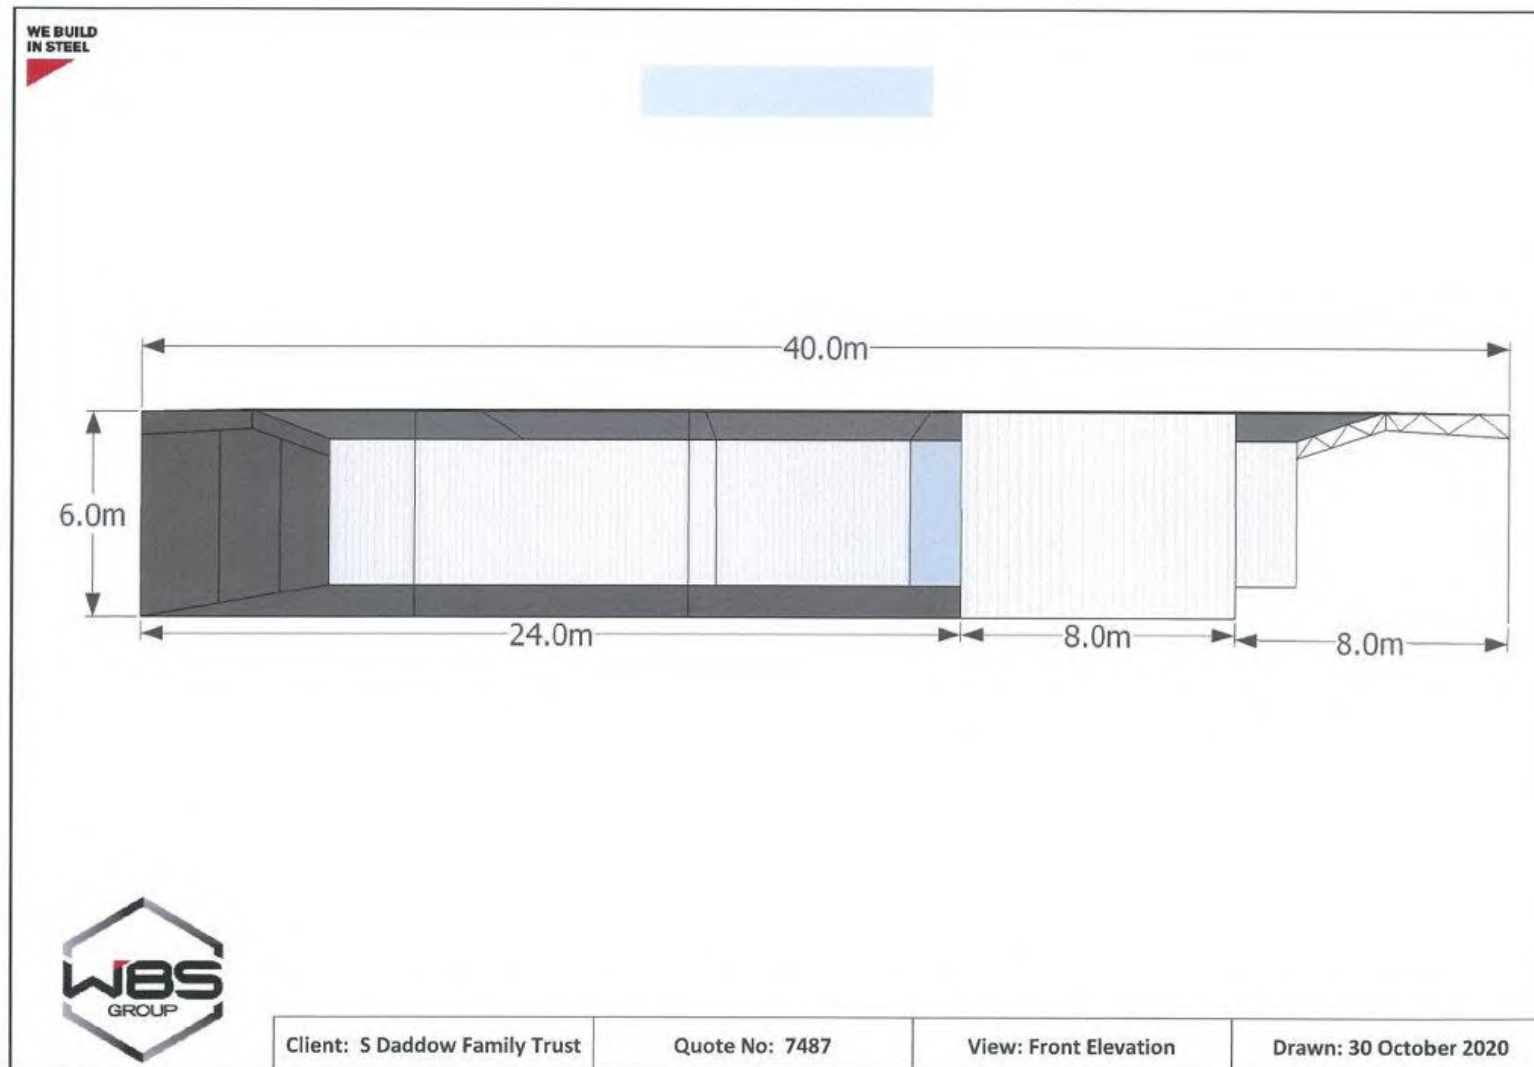 WE BUILD
IN STEEL
40.0m
6.0m
24.0m
8.0m
8.0m
WBS
GROUP
Client: S Daddow Family Trust
Quote No: 7487
View: Front Elevation
Drawn: 30 October 2020